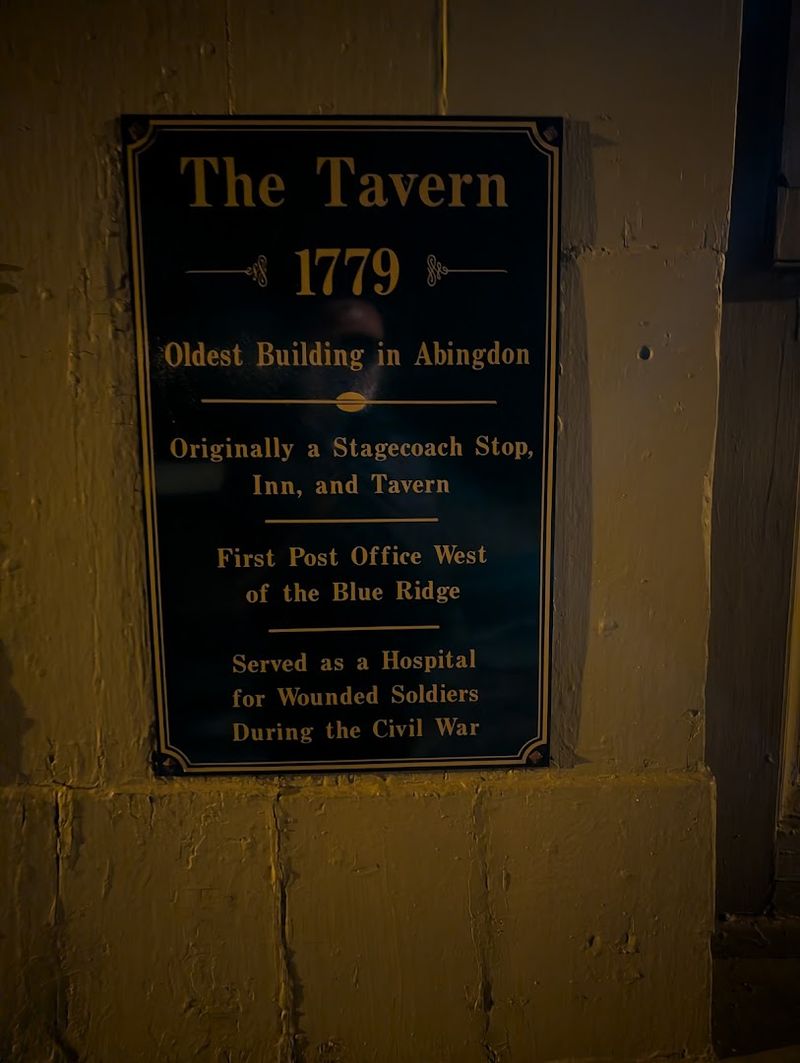 The Tavern
1779
Oldest Building in Abingdon
Originally a Stagecoach Stop,
Inn, and Tavern
First Post Office West
of the Blue Ridge
Served as a Hospital
for Wounded Soldiers
During the Civil War